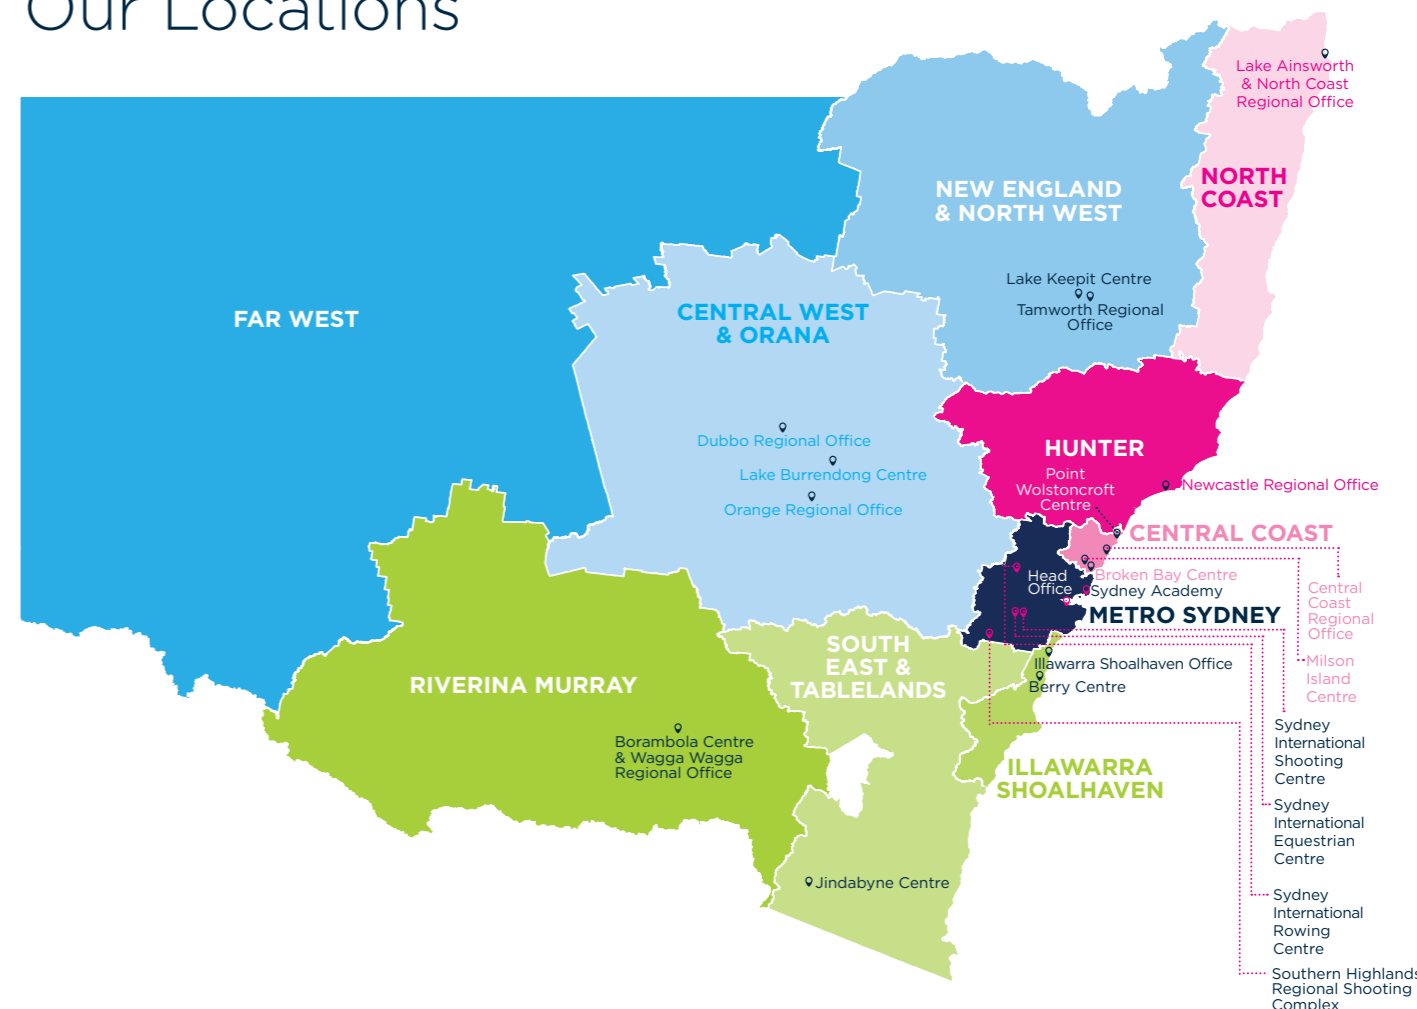 Our Locations
Lake Ainsworth
& North Coast
Regional Office
NORTH
COAST
NEW ENGLAND
& NORTH WEST
Lake Keepit Centre
Tamworth Regional
Office
FAR WEST
CENTRAL WEST
& ORANA
Dubbo Regional Office
Lake Burrendong Centre
Orange Regional Office
HUNTER
Point
Wolstoncroft
Centre
Newcastle Regional Office
CENTRAL COAST
Broken Bay Centre
Head
Office
Sydney Academy
METRO SYDNEY
Central
Coast
Regional
Office
Milson
Island
Centre
SOUTH
EAST &
TABLELANDS
Illawarra Shoalhaven Office
Berry Centre
RIVERINA MURRAY
Borambola Centre
& Wagga Wagga
Regional Office
ILLAWARRA
SHOALHAVEN
Jindabyne Centre
Sydney
International
Shooting
Centre
Sydney
International
Equestrian
Centre
Sydney
International
Rowing
Centre
Southern Highlands
Regional Shooting
Complex